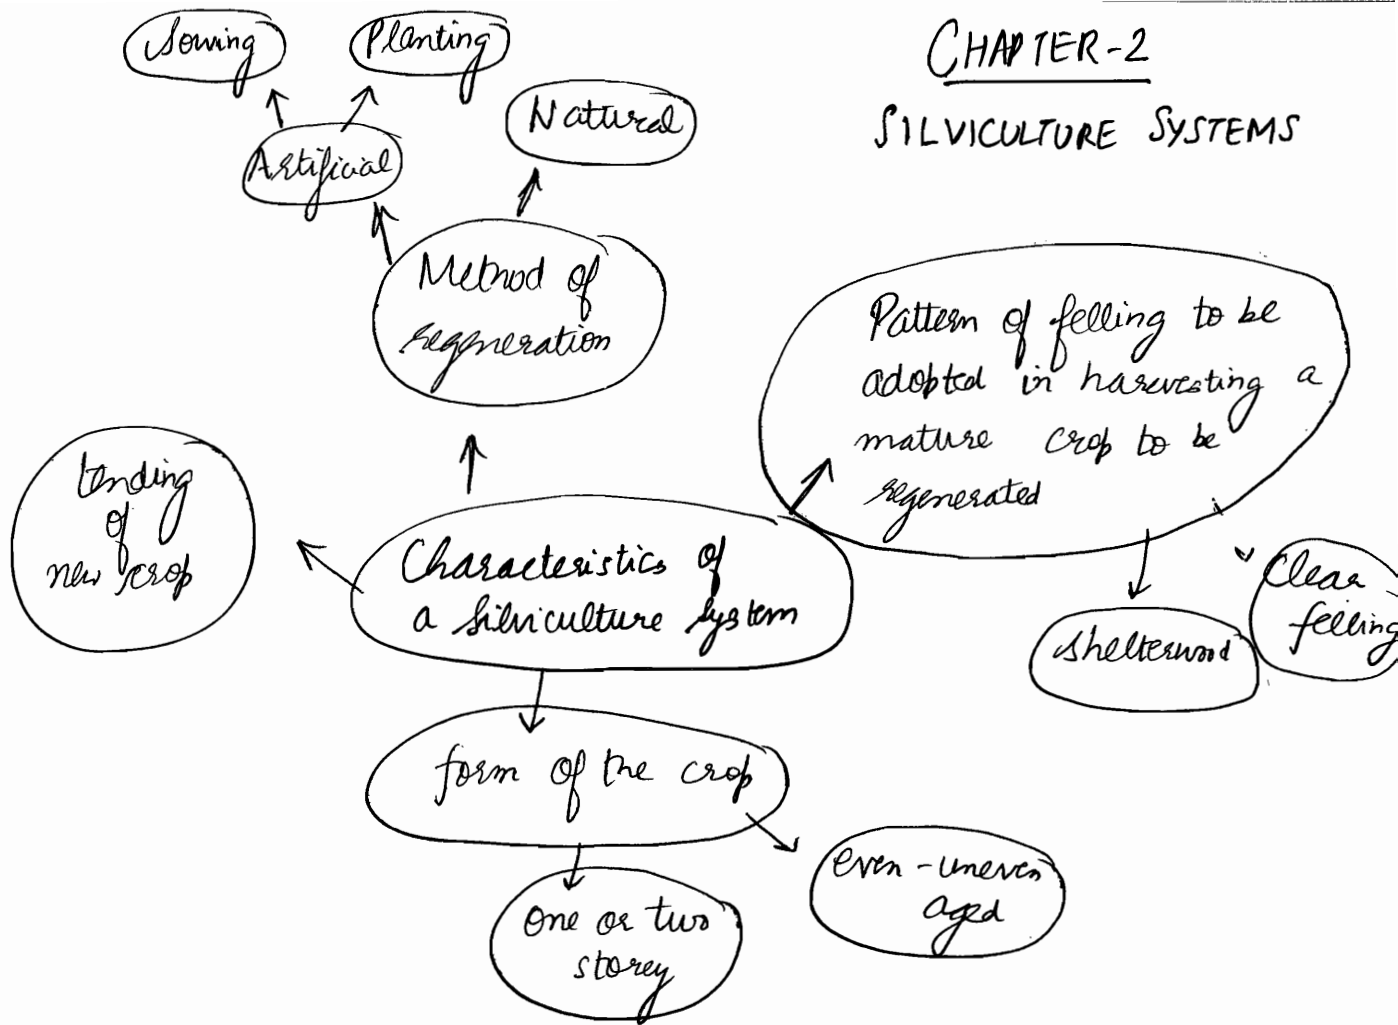 CHAPTER-2
SILVICULTURE SYSTEMS
Sowing
Planting
Artificial
Natural
Method of
regeneration
Pattern of felling to be
adopted in harvesting a
mature crop to be
regenerated
tending
of
new crop
Characteristics of
a silviculture system
Clear
felling
shelterwood
form of the crop
even-uneven
aged
one or two
storey